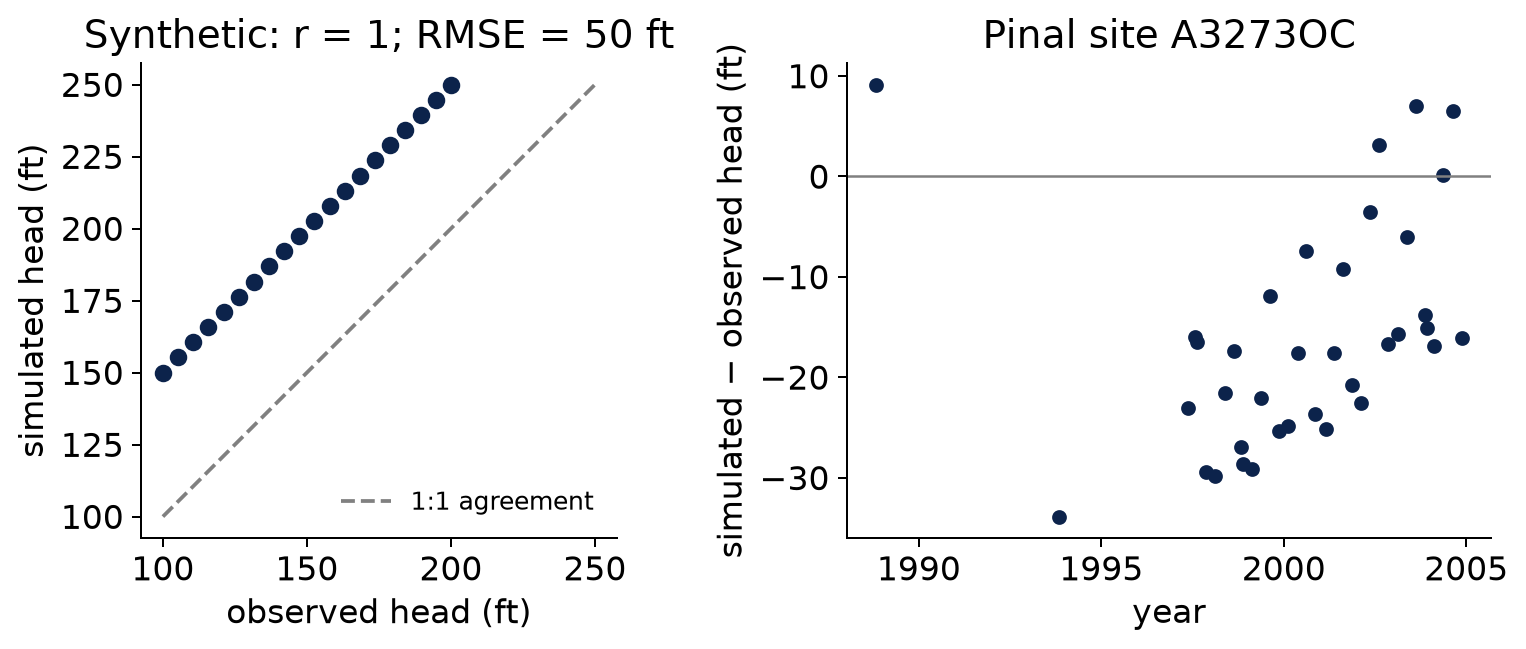 Synthetic: r = 1; RMSE = 50 ft
simulated head (ft)
250
225
200
175
150
125
100
1:1 agreement
100 150 200 250
observed head (ft)
Pinal site A3273OC
simulated − observed head (ft)
10
0
−10
−20
−30
1990 1995 2000 2005
year